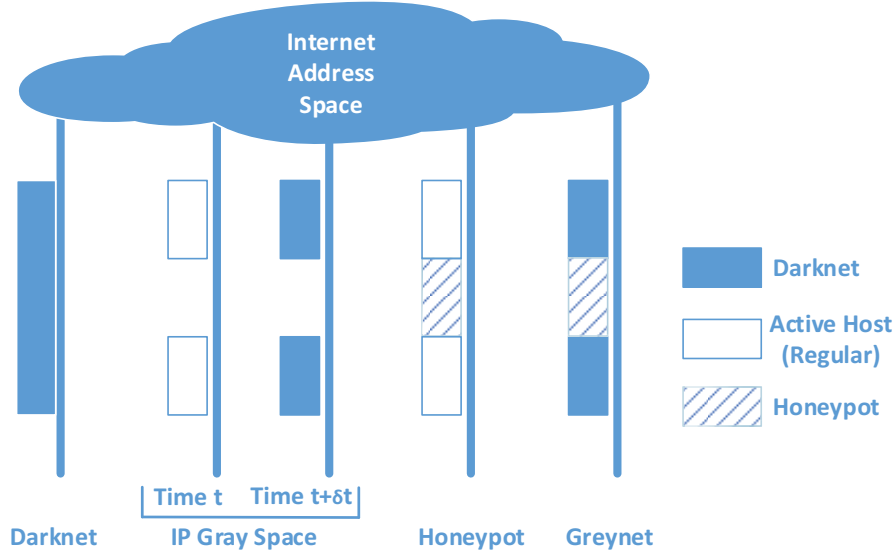 Internet
Address
Space
Darknet
Active Host
(Regular)
Honeypot
Time t
Time t+δt
Darknet
IP Gray Space
Honeypot
Greynet